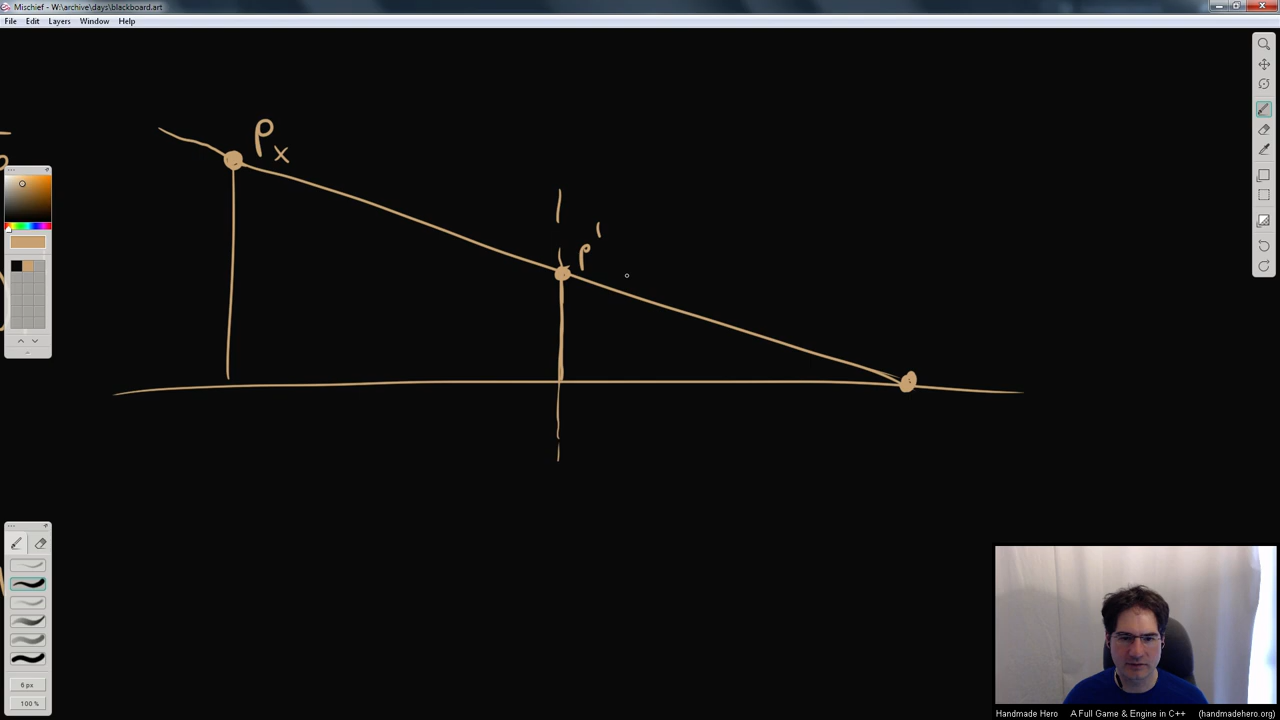 Mischief - W:\archive\days\blackboard.art
File Edit Layers Window Help
Px
P'
6 px
100 %
Handmade Hero A Full Game & Engine in C++ (handmadehero.org)